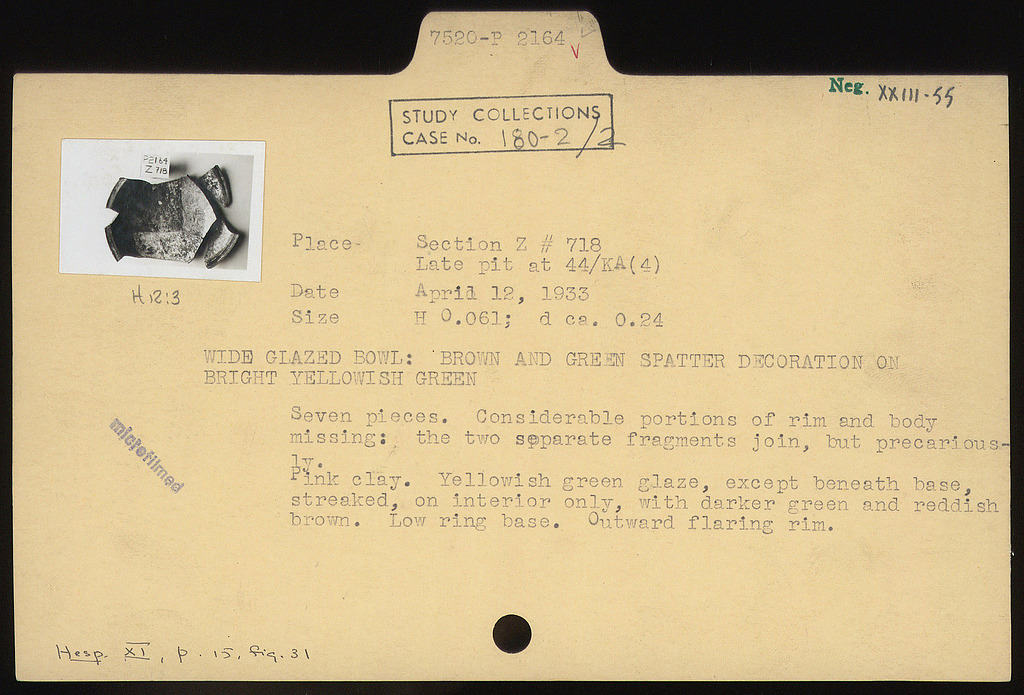 7520-P 2164
V
Neg. XXIII-55
STUDY COLLECTIONS
CASE No. 180-2/2
P2164
Z 718
H 12:3
Place- Section Z # 718
Late pit at 44/KA(4)
Date April 12, 1933
Size H 0.061; d ca. 0.24
WIDE GLAZED BOWL: BROWN AND GREEN SPATTER DECORATION ON
BRIGHT YELLOWISH GREEN
Seven pieces. Considerable portions of rim and body
missing: the two separate fragments join, but precarious-
ly.
Pink clay. Yellowish green glaze, except beneath base,
streaked, on interior only, with darker green and reddish
brown. Low ring base. Outward flaring rim.
microfilmed
Hesp. XI, p. 15, fig. 31